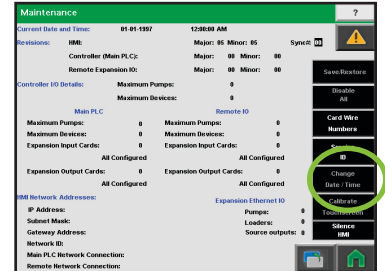 Maintenance ?
Current Date and Time: 01-01-1997 12:00:00 AM
Revisions: HMI: Major: 05 Minor: 05 Sync#: 00
Controller (Main PLC): Major: 00 Minor: 00
Remote Expansion IO: Major: 00 Minor: 00
Save/Restore
Controller I/O Details: Maximum Pumps: 0
Maximum Devices: 0
Disable
All
Main PLC Remote IO
Maximum Pumps: 0 Maximum Pumps: 0
Maximum Devices: 0 Maximum Devices: 0
Expansion Input Cards: 0 Expansion Input Cards: 0
All Configured All Configured
Expansion Output Cards: 0 Expansion Output Cards: 0
All Configured All Configured
Card Wire
Numbers
ID
Change
Date / Time
HMI Network Addresses: Expansion Ethernet IO
IP Address: Pumps: 0
Subnet Mask: Loaders: 0
Gateway Address: Source outputs: 0
Network ID:
Main PLC Network Connection:
Remote Network Connection:
Calibrate
Touchscreen
Silence
HMI